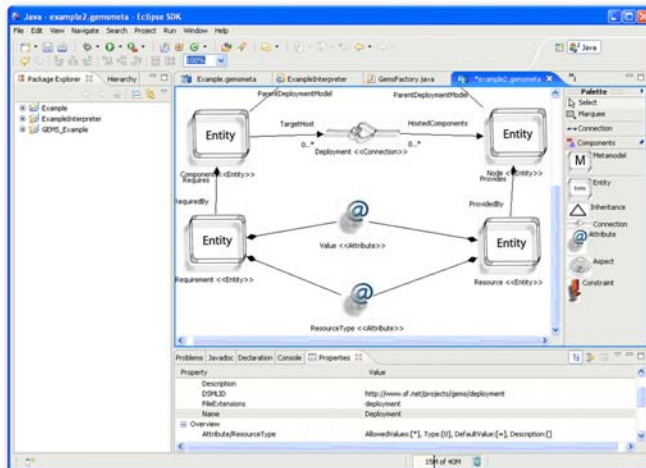 Java - example2.gemsmeta - Eclipse SDK
File Edit View Navigate Search Project Run Window Help
100%
Java
Package Explorer Hierarchy
Example.gemsmeta ExampleInterpreter GemsFactory.java *example2.gemsmeta
Example
ExampleInterpreter
GEMS_Example
ParentDeploymentModel ParentDeploymentModel
Entity TargetHost HostedComponents Entity
0..* 0..*
Deployment <<Connection>>
Component <<Entity>> Node <<Entity>>
Requires Provides
RequiredBy ProvidedBy
Entity Entity
Value <<Attribute>>
Requirement <<Entity>> Resource <<Entity>>
ResourceType <<Attribute>>
Palette
Select
Marquee
Connection
Components
M Metamodel
Entity Entity
Inheritance
Connection
Attribute
Aspect
Constraint
Problems Javadoc Declaration Console Properties
Property Value
Description
DSMLID http://www.sf.net/projects/gems/deployment
FileExtensions deployment
Name Deployment
Overview
Attribute/ResourceType AllowedValues:[*], Type:[0], DefaultValue:[=], Description:[]
15M of 40M